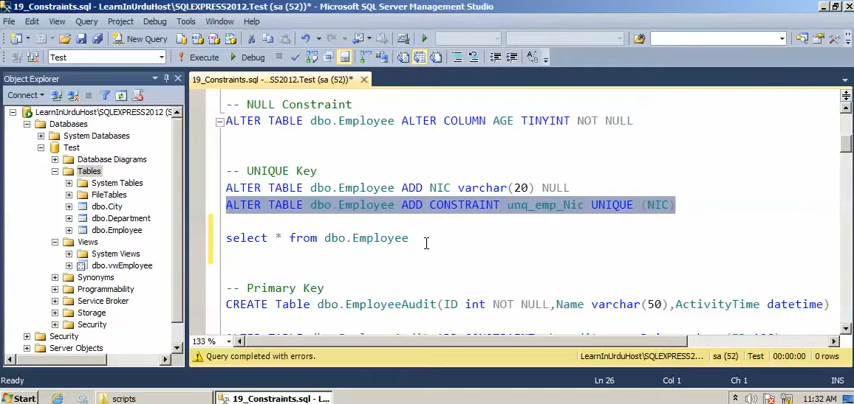 19_Constraints.sql - LearnInUrduHost\SQLEXPRESS2012.Test (sa (52))* - Microsoft SQL Server Management Studio
File Edit View Query Project Debug Tools Window Help
New Query
Test Execute Debug
Object Explorer
Connect
LearnInUrduHost\SQLEXPRESS2012 (S
Databases
System Databases
Test
Database Diagrams
Tables
System Tables
FileTables
dbo.City
dbo.Department
dbo.Employee
Views
System Views
dbo.vwEmployee
Synonyms
Programmability
Service Broker
Storage
Security
Security
Server Objects
19_Constraints.sql -...SS2012.Test (sa (52))*
-- NULL Constraint
ALTER TABLE dbo.Employee ALTER COLUMN AGE TINYINT NOT NULL
-- UNIQUE Key
ALTER TABLE dbo.Employee ADD NIC varchar(20) NULL
ALTER TABLE dbo.Employee ADD CONSTRAINT unq_emp_Nic UNIQUE (NIC)
select * from dbo.Employee
-- Primary Key
CREATE Table dbo.EmployeeAudit(ID int NOT NULL,Name varchar(50),ActivityTime datetime)
133 %
Query completed with errors. LearnInUrduHost\SQLEXPRESS2... sa (52) Test 00:00:00 0 rows
Ready Ln 26 Col 1 Ch 1 INS
Start scripts 19_Constraints.sql - L... 11:32 AM